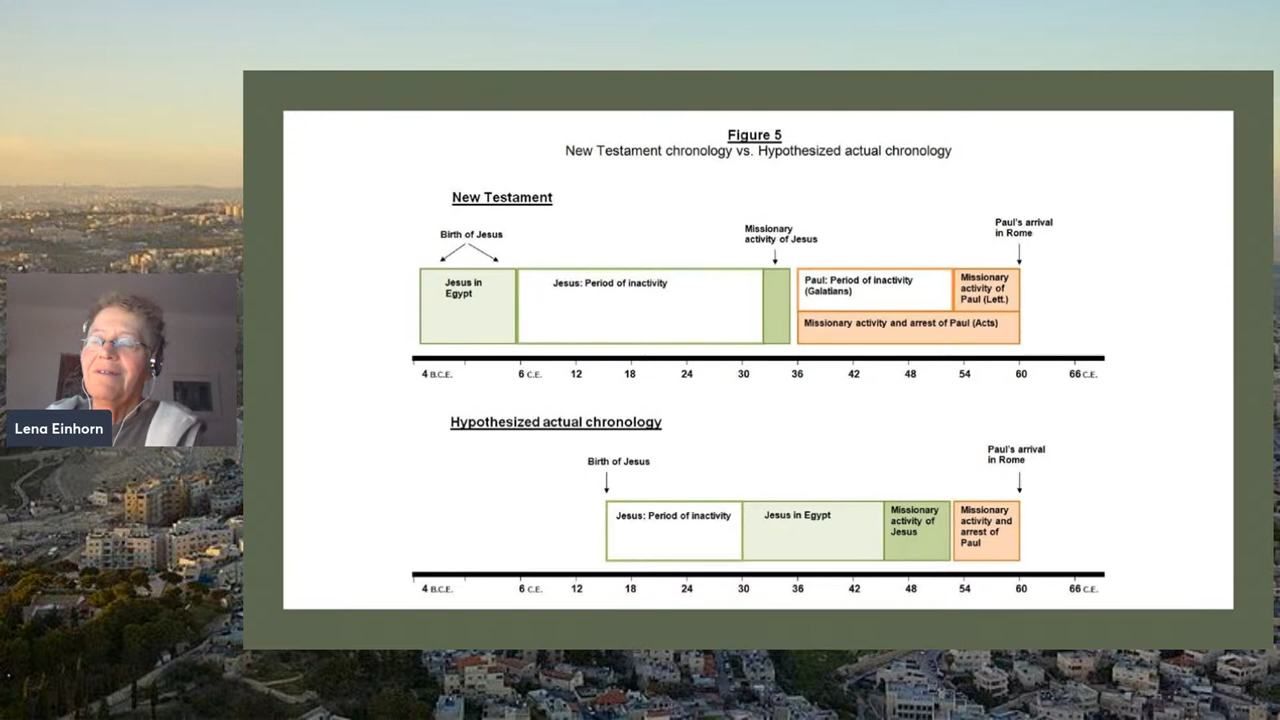 Figure 5
New Testament chronology vs. Hypothesized actual chronology
New Testament
Birth of Jesus
Missionary
activity of Jesus
Paul's arrival
in Rome
Jesus in
Egypt
Jesus: Period of inactivity
Paul: Period of inactivity
(Galatians)
Missionary
activity of
Paul (Lett.)
Missionary activity and arrest of Paul (Acts)
4 B.C.E. 6 C.E. 12 18 24 30 36 42 48 54 60 66 C.E.
Hypothesized actual chronology
Birth of Jesus
Paul's arrival
in Rome
Jesus: Period of inactivity
Jesus in Egypt
Missionary
activity of
Jesus
Missionary
activity and
arrest of
Paul
4 B.C.E. 6 C.E. 12 18 24 30 36 42 48 54 60 66 C.E.
Lena Einhorn